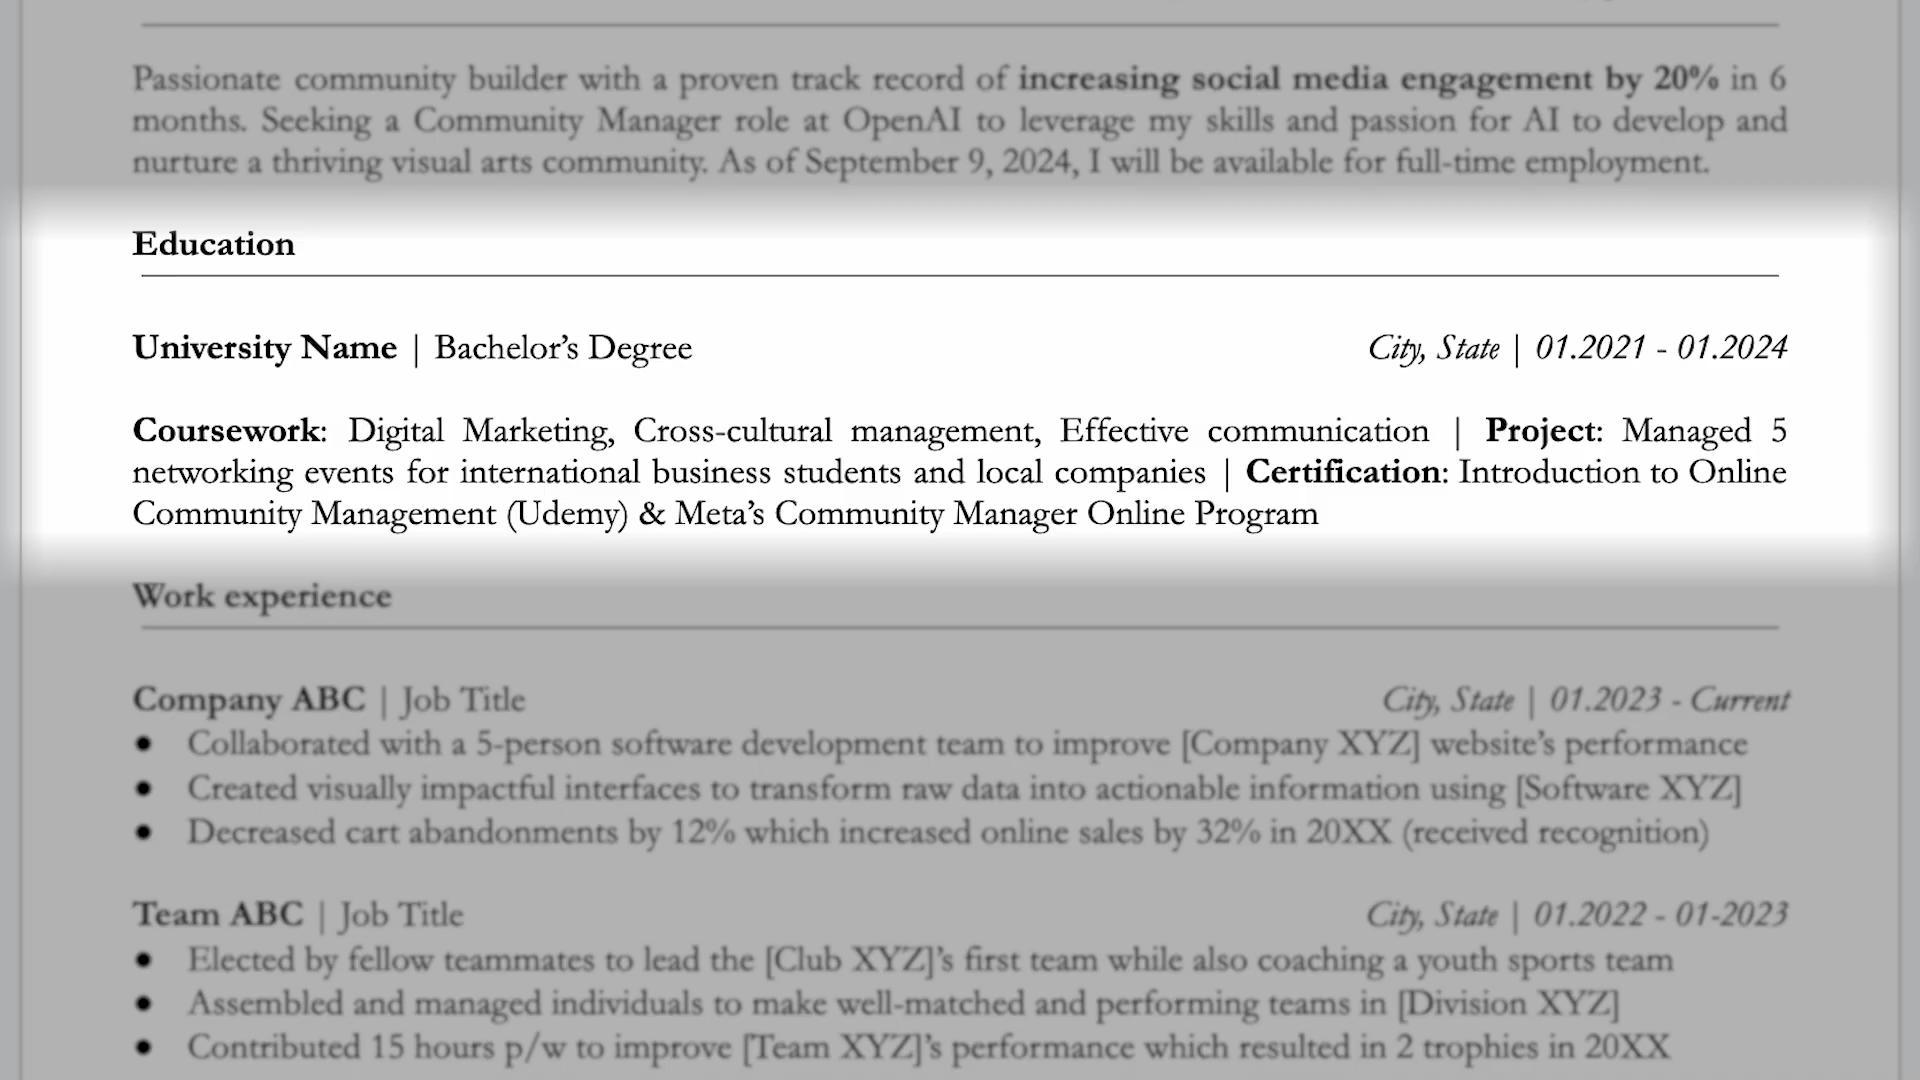 Passionate community builder with a proven track record of increasing social media engagement by 20% in 6
months. Seeking a Community Manager role at OpenAI to leverage my skills and passion for AI to develop and
nurture a thriving visual arts community. As of September 9, 2024, I will be available for full-time employment.
Education
University Name | Bachelor’s Degree City, State | 01.2021 - 01.2024
Coursework: Digital Marketing, Cross-cultural management, Effective communication | Project: Managed 5
networking events for international business students and local companies | Certification: Introduction to Online
Community Management (Udemy) & Meta’s Community Manager Online Program
Work experience
Company ABC | Job Title City, State | 01.2023 - Current
● Collaborated with a 5-person software development team to improve [Company XYZ] website’s performance
● Created visually impactful interfaces to transform raw data into actionable information using [Software XYZ]
● Decreased cart abandonments by 12% which increased online sales by 32% in 20XX (received recognition)
Team ABC | Job Title City, State | 01.2022 - 01-2023
● Elected by fellow teammates to lead the [Club XYZ]’s first team while also coaching a youth sports team
● Assembled and managed individuals to make well-matched and performing teams in [Division XYZ]
● Contributed 15 hours p/w to improve [Team XYZ]’s performance which resulted in 2 trophies in 20XX